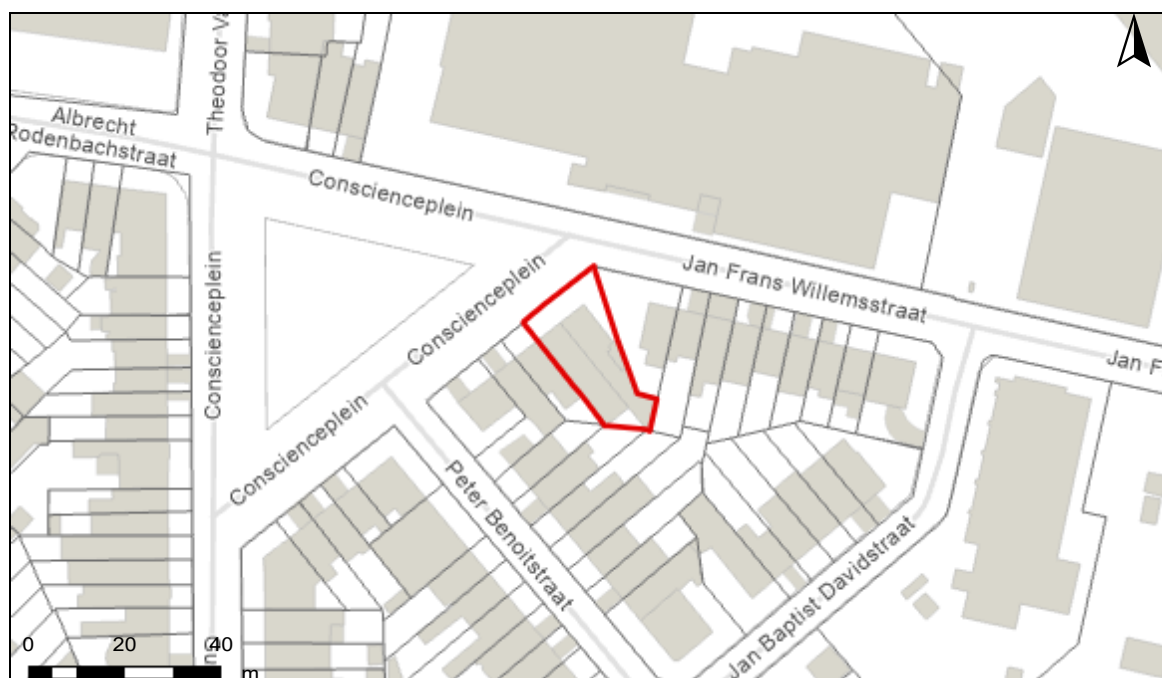 Theodoor
Albrecht
Rodenbachstraat
Conscienceplein
Jan Frans Willemsstraat
Conscienceplein
Conscienceplein
Jan
Conscienceplein
Peter Benoitstraat
Jan Baptist Davidstraat
0 20 40
m